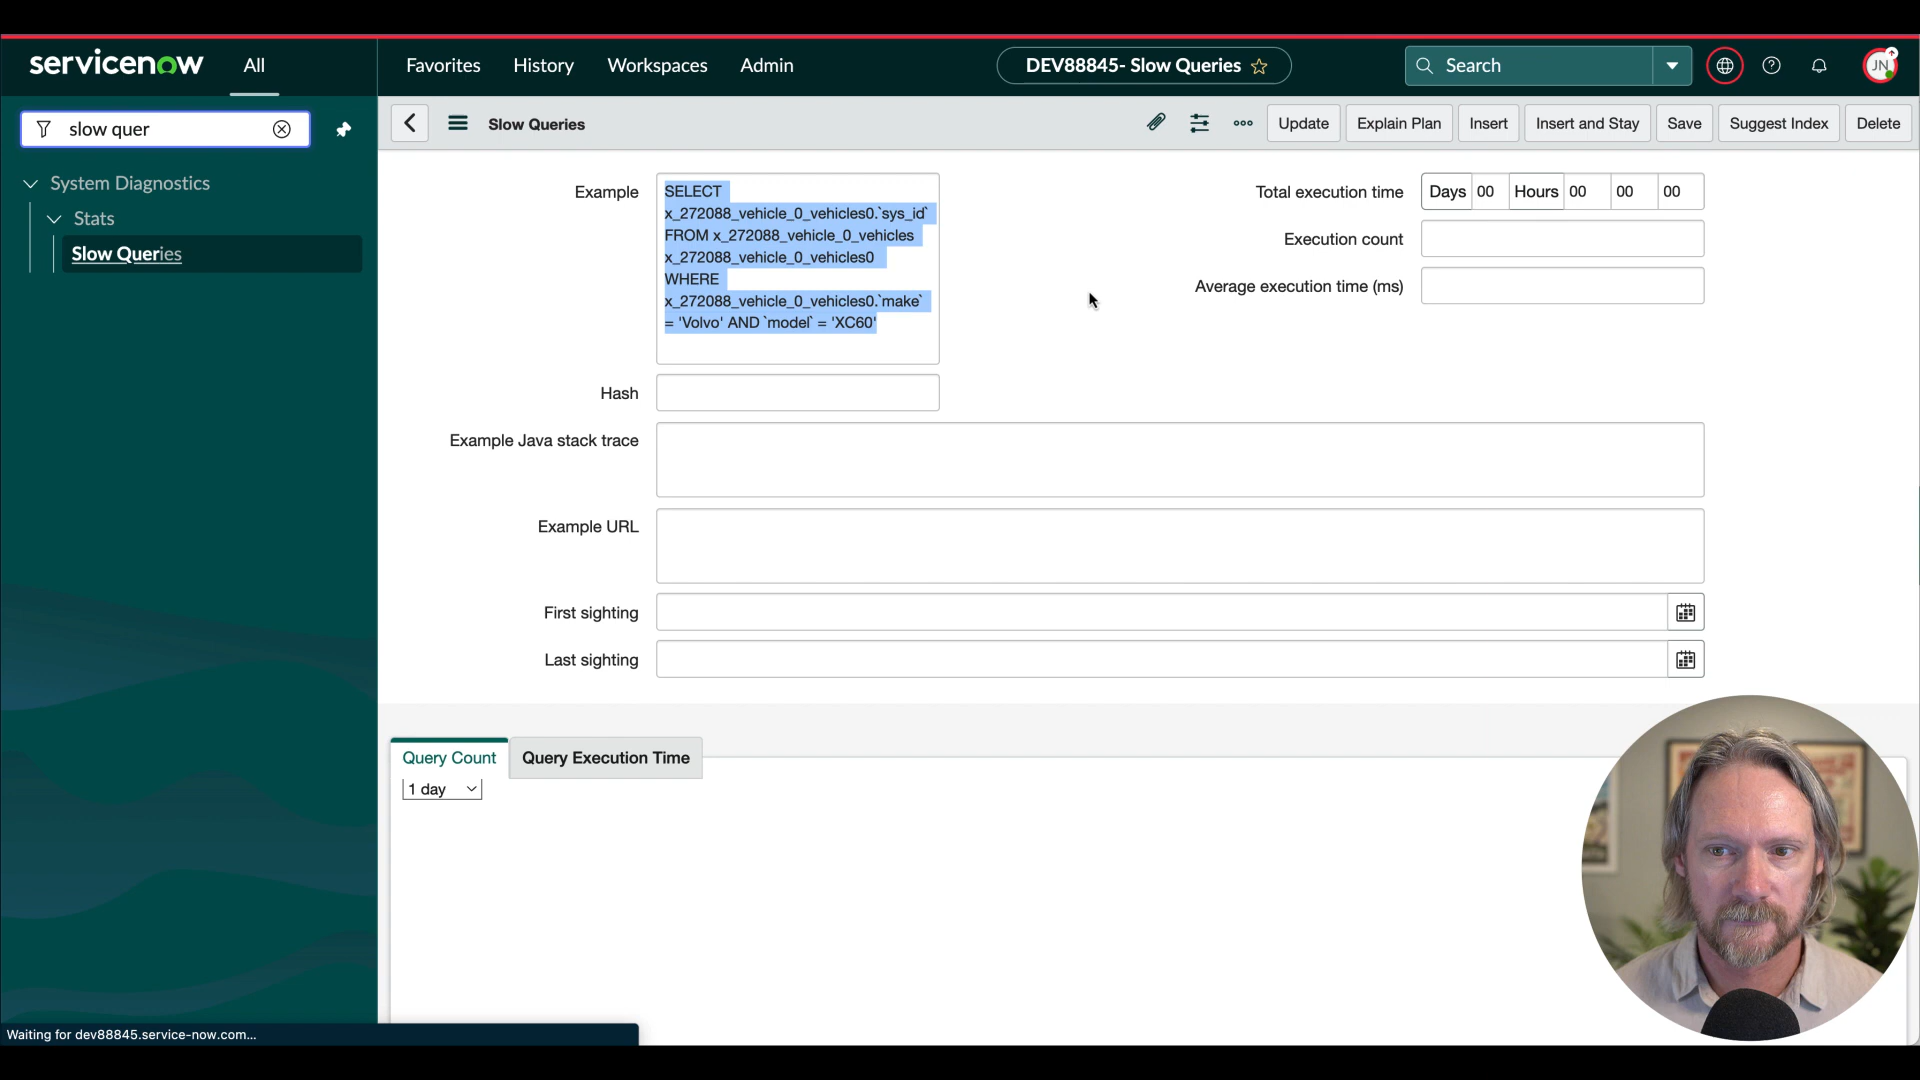 servicenow
All
Favorites
History
Workspaces
Admin
DEV88845- Slow Queries
Search
JN
slow quer
Slow Queries
Update
Explain Plan
Insert
Insert and Stay
Save
Suggest Index
Delete
System Diagnostics
Stats
Slow Queries
Example
SELECT
x_272088_vehicle_0_vehicles0.`sys_id`
FROM x_272088_vehicle_0_vehicles
x_272088_vehicle_0_vehicles0
WHERE
x_272088_vehicle_0_vehicles0.`make`
= 'Volvo' AND `model` = 'XC60'
Total execution time
Days 00 Hours 00 00 00
Execution count
Average execution time (ms)
Hash
Example Java stack trace
Example URL
First sighting
Last sighting
Query Count
Query Execution Time
1 day
Waiting for dev88845.service-now.com...